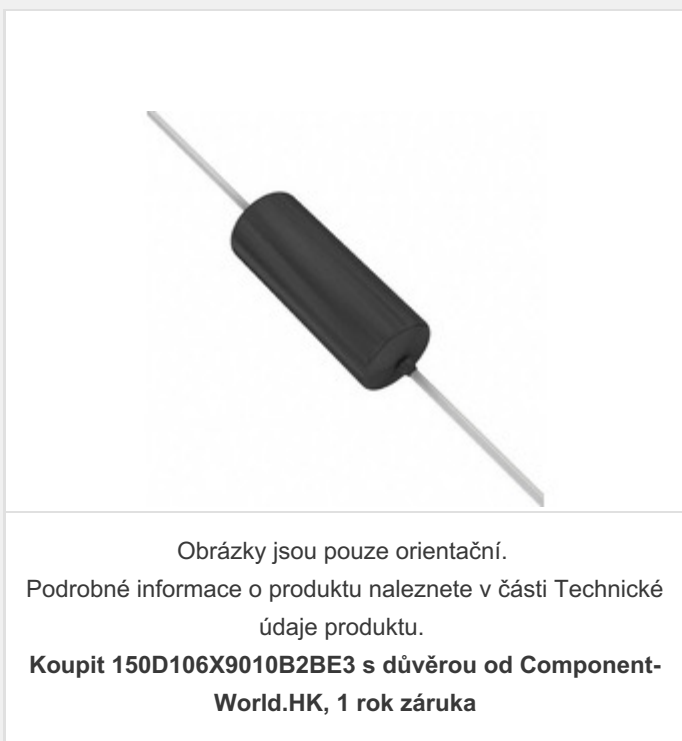 Obrázky jsou pouze orientační.
Podrobné informace o produktu naleznete v části Technické
údaje produktu.
Koupit 150D106X9010B2BE3 s důvěrou od Component-
World.HK, 1 rok záruka